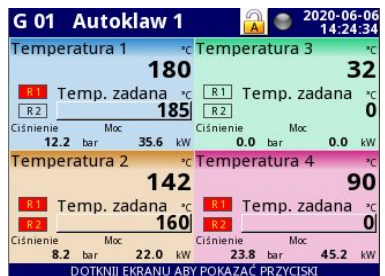 G 01 Autoklaw 1 A 2020-06-06
14:24:34
Temperatura 1 °C
180
R1 Temp. zadana °C
R2 185
Ciśnienie Moc
12.2 bar 35.6 kW
Temperatura 3 °C
32
R1 Temp. zadana °C
R2 0
Ciśnienie Moc
0.0 bar 0.0 kW
Temperatura 2 °C
142
R1 Temp. zadana °C
R2 160
Ciśnienie Moc
8.2 bar 22.0 kW
Temperatura 4 °C
90
R1 Temp. zadana °C
R2 0
Ciśnienie Moc
23.8 bar 45.2 kW
DOTKNIJ EKRANU ABY POKAZAĆ PRZYCISKI